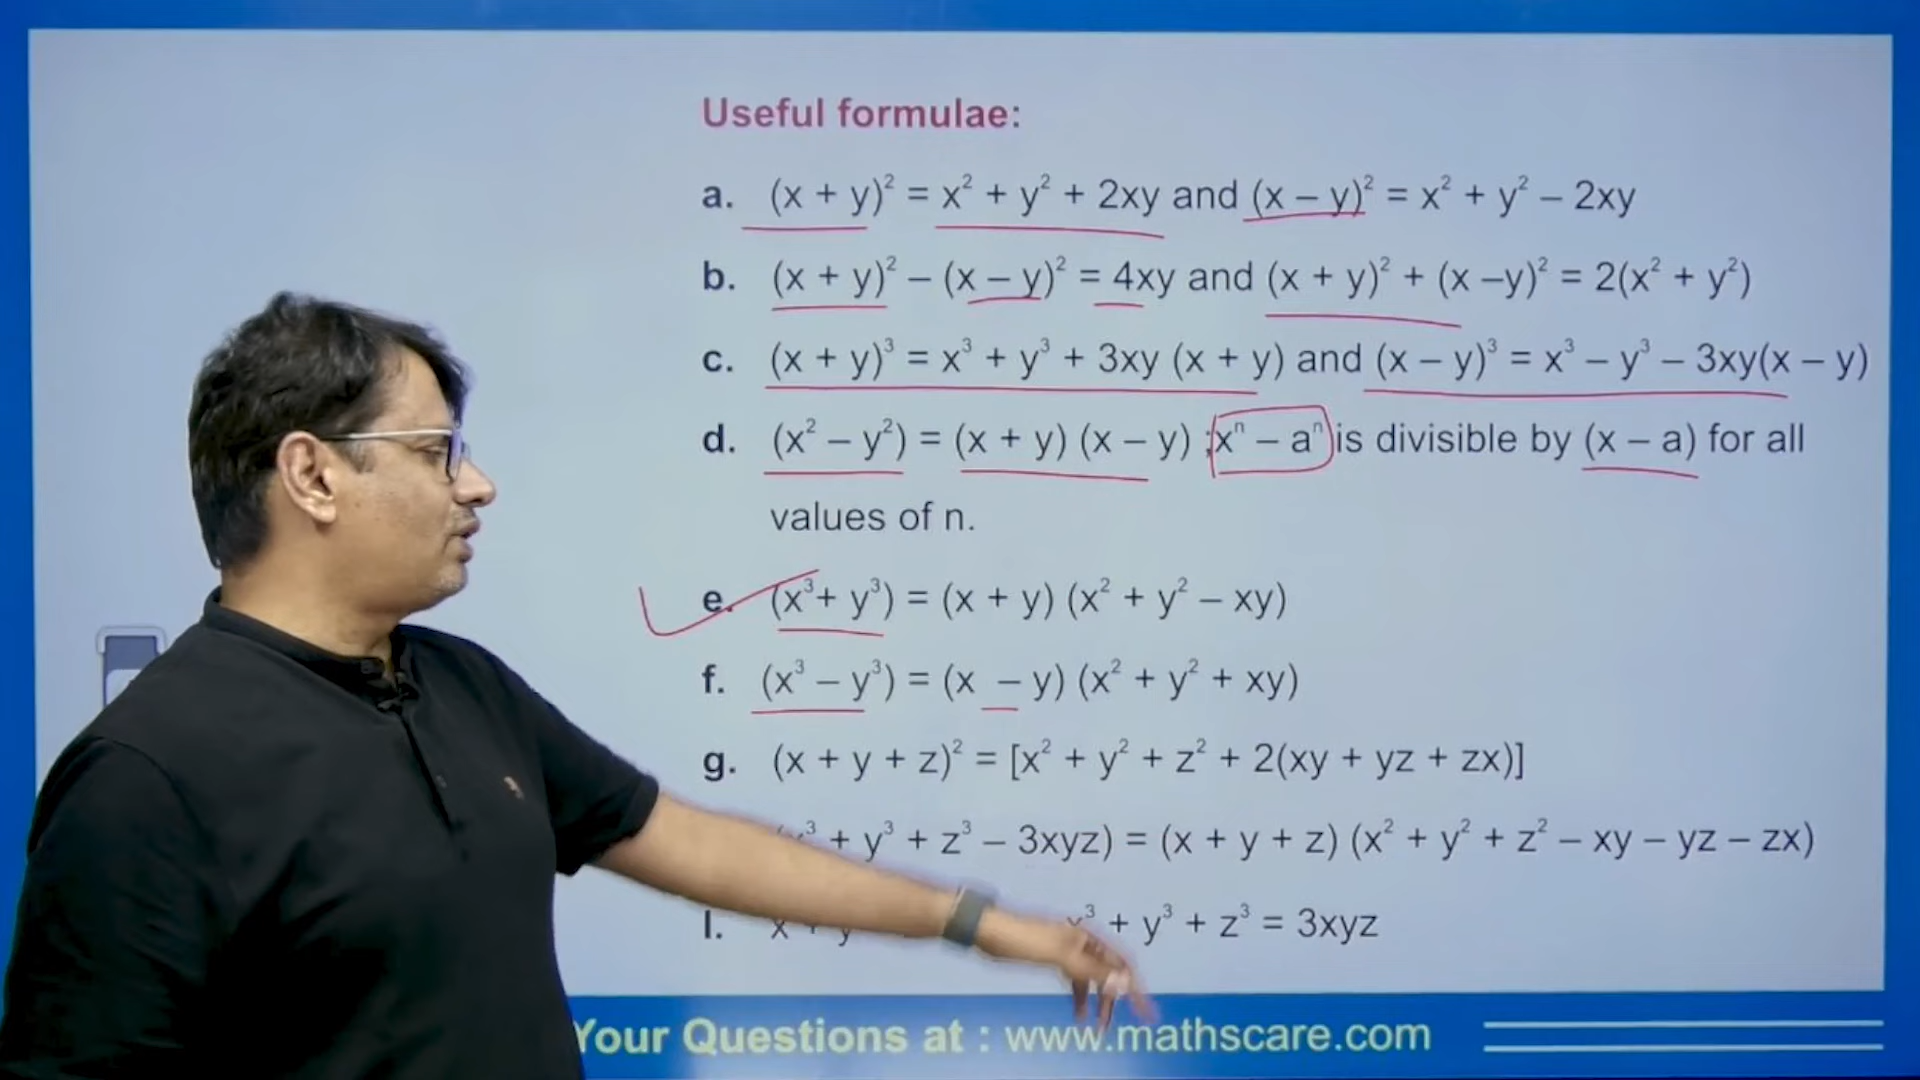 Useful formulae:
a. (x + y)² = x² + y² + 2xy and (x – y)² = x² + y² – 2xy
b. (x + y)² – (x – y)² = 4xy and (x + y)² + (x –y)² = 2(x² + y²)
c. (x + y)³ = x³ + y³ + 3xy (x + y) and (x – y)³ = x³ – y³ – 3xy(x – y)
d. (x² – y²) = (x + y) (x – y) ;xⁿ – aⁿ is divisible by (x – a) for all
values of n.
e. (x³+ y³) = (x + y) (x² + y² – xy)
f. (x³ – y³) = (x – y) (x² + y² + xy)
g. (x + y + z)² = [x² + y² + z² + 2(xy + yz + zx)]
³ + y³ + z³ – 3xyz) = (x + y + z) (x² + y² + z² – xy – yz – zx)
I. x + y x³ + y³ + z³ = 3xyz
Your Questions at : www.mathscare.com